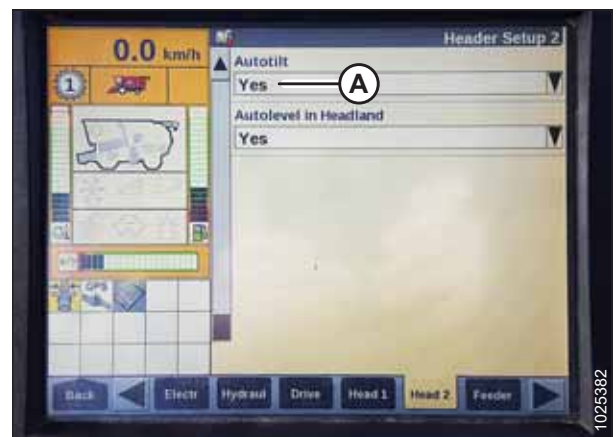 0.0 km/h
Header Setup 2
1
Autotilt
Yes
A
Autolevel in Headland
Yes
Back
Electr
Hydraul
Drive
Head 1
Head 2
Feeder
1025382